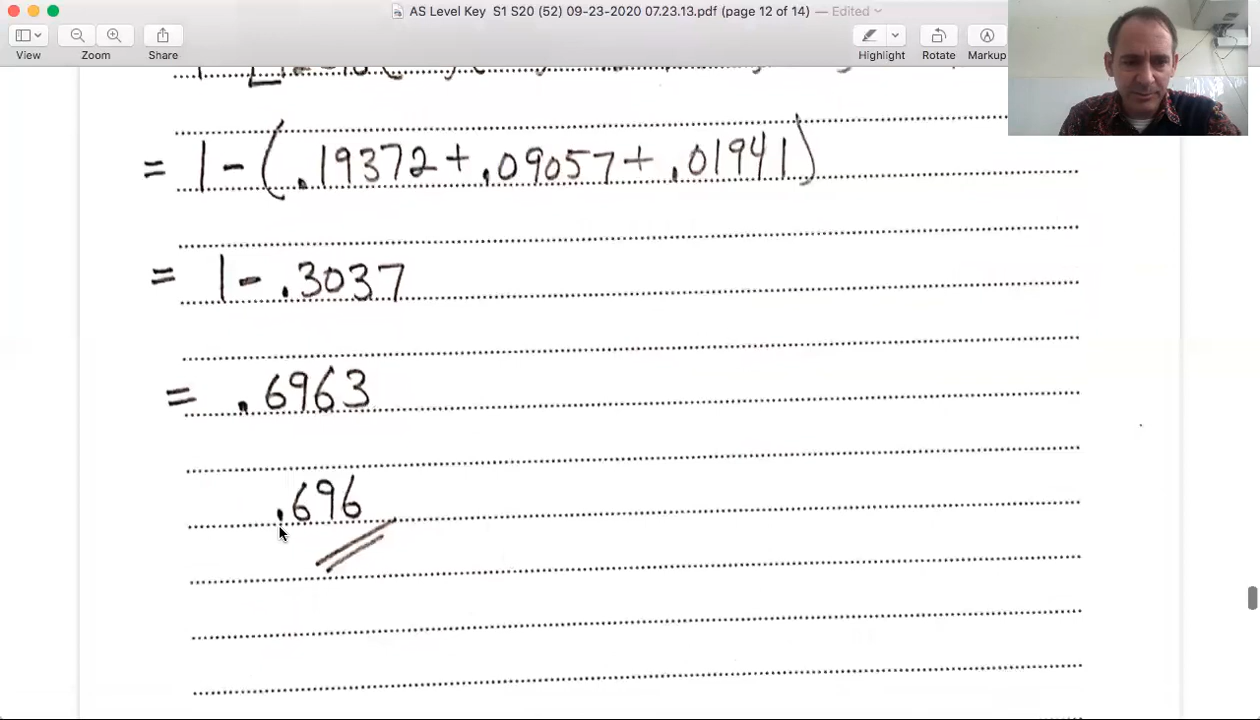 AS Level Key S1 S20 (52) 09-23-2020 07.23.13.pdf (page 12 of 14) — Edited
View Zoom Share Highlight Rotate Markup
= 1 - (.19372 + .09057 + .01941)
= 1 - .3037
= .6963
.696